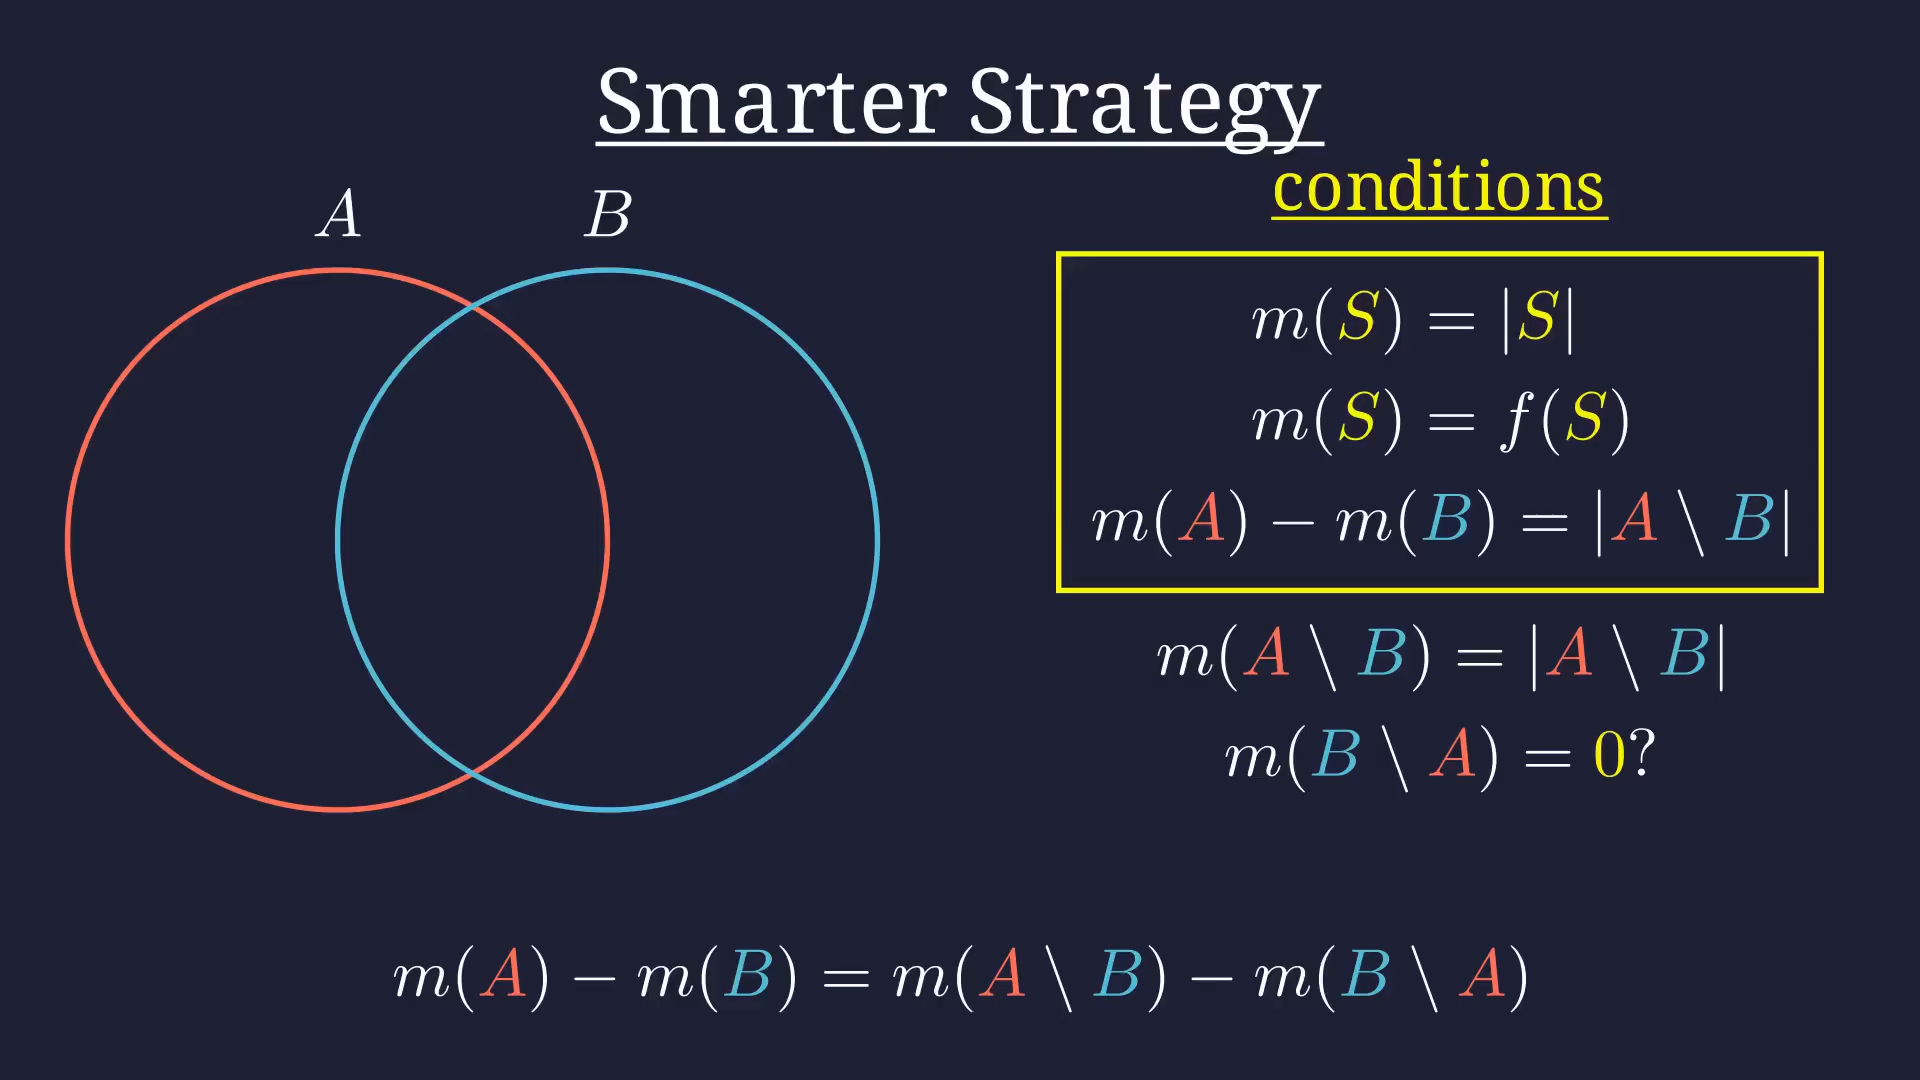 Smarter Strategy
conditions
A B
m(S) = |S|
m(S) = f(S)
m(A) − m(B) = |A \ B|
m(A \ B) = |A \ B|
m(B \ A) = 0?
m(A) − m(B) = m(A \ B) − m(B \ A)